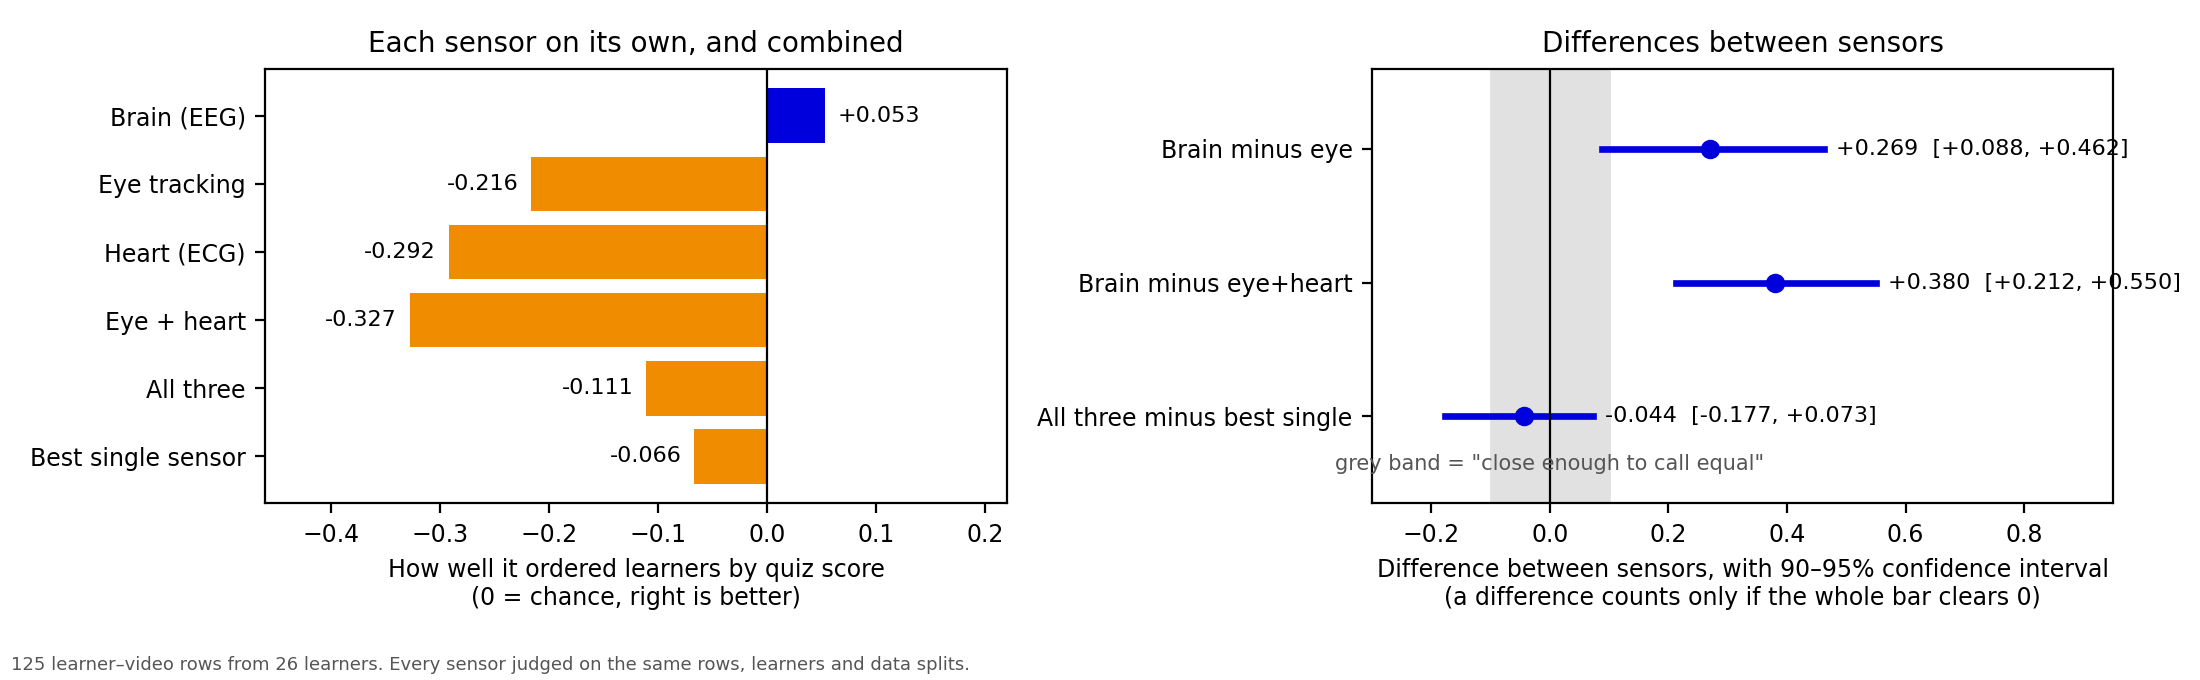 Each sensor on its own, and combined
Brain (EEG)
+0.053
Eye tracking
-0.216
Heart (ECG)
-0.292
Eye + heart
-0.327
All three
-0.111
Best single sensor
-0.066
−0.4 −0.3 −0.2 −0.1 0.0 0.1 0.2
How well it ordered learners by quiz score
(0 = chance, right is better)
Differences between sensors
Brain minus eye
+0.269 [+0.088, +0.462]
Brain minus eye+heart
+0.380 [+0.212, +0.550]
All three minus best single
-0.044 [-0.177, +0.073]
grey band = "close enough to call equal"
−0.2 0.0 0.2 0.4 0.6 0.8
Difference between sensors, with 90–95% confidence interval
(a difference counts only if the whole bar clears 0)
125 learner–video rows from 26 learners. Every sensor judged on the same rows, learners and data splits.